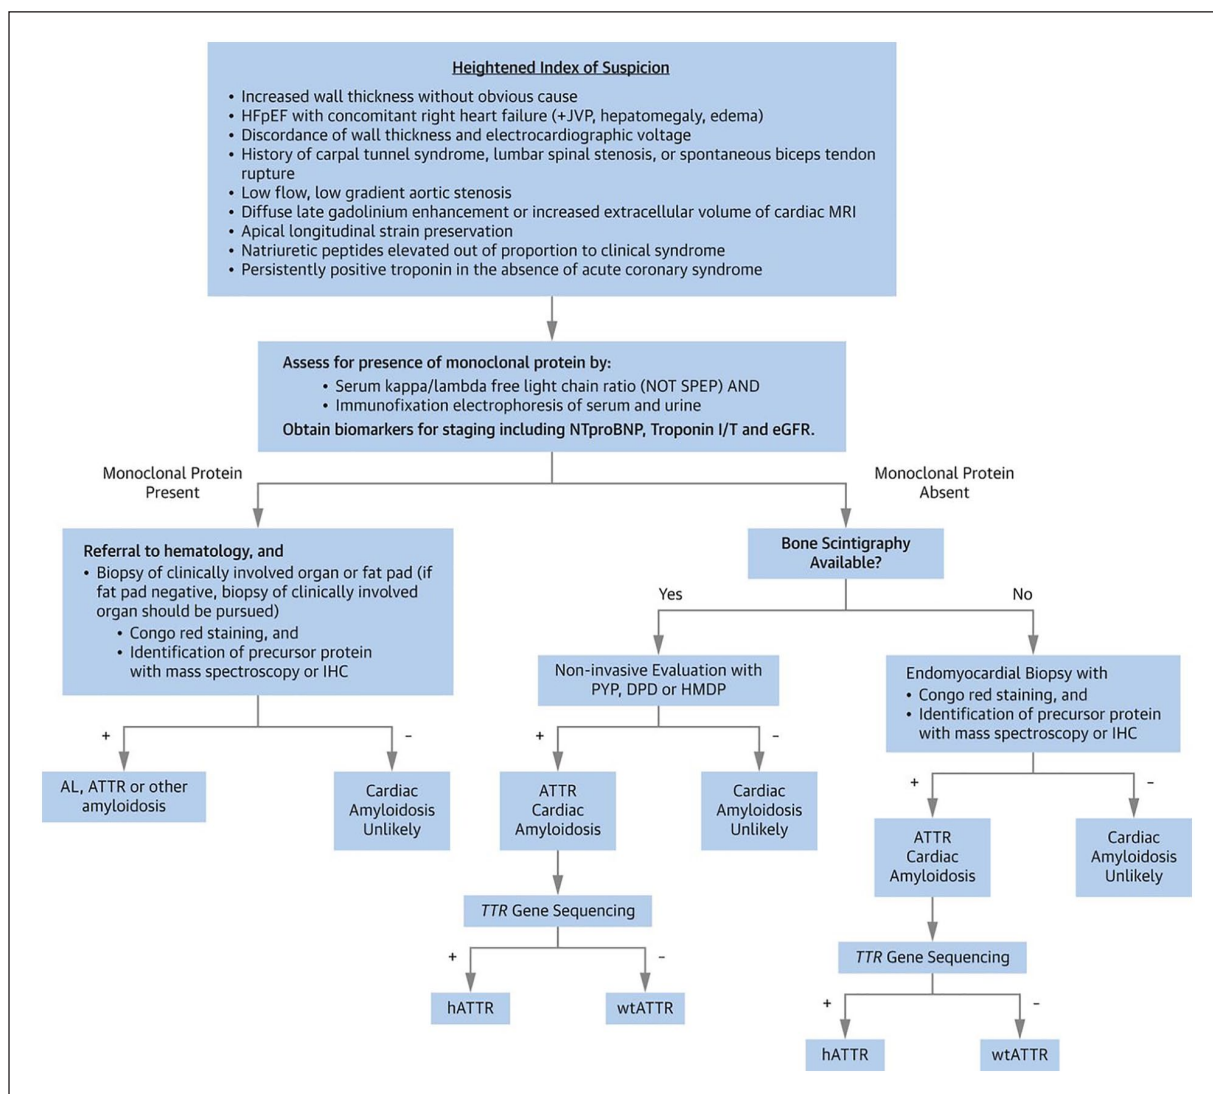 Heightened Index of Suspicion
• Increased wall thickness without obvious cause
• HFpEF with concomitant right heart failure (+JVP, hepatomegaly, edema)
• Discordance of wall thickness and electrocardiographic voltage
• History of carpal tunnel syndrome, lumbar spinal stenosis, or spontaneous biceps tendon
rupture
• Low flow, low gradient aortic stenosis
• Diffuse late gadolinium enhancement or increased extracellular volume of cardiac MRI
• Apical longitudinal strain preservation
• Natriuretic peptides elevated out of proportion to clinical syndrome
• Persistently positive troponin in the absence of acute coronary syndrome
Assess for presence of monoclonal protein by:
• Serum kappa/lambda free light chain ratio (NOT SPEP) AND
• Immunofixation electrophoresis of serum and urine
Obtain biomarkers for staging including NTproBNP, Troponin I/T and eGFR.
Monoclonal Protein
Present
Monoclonal Protein
Absent
Referral to hematology, and
• Biopsy of clinically involved organ or fat pad (if
fat pad negative, biopsy of clinically involved
organ should be pursued)
• Congo red staining, and
• Identification of precursor protein
with mass spectroscopy or IHC
+
–
AL, ATTR or other
amyloidosis
Cardiac
Amyloidosis
Unlikely
Bone Scintigraphy
Available?
Yes
No
Non-invasive Evaluation with
PYP, DPD or HMDP
+
–
ATTR
Cardiac
Amyloidosis
Cardiac
Amyloidosis
Unlikely
TTR Gene Sequencing
+
–
hATTR
wtATTR
Endomyocardial Biopsy with
• Congo red staining, and
• Identification of precursor protein
with mass spectroscopy or IHC
+
–
ATTR
Cardiac
Amyloidosis
Cardiac
Amyloidosis
Unlikely
TTR Gene Sequencing
+
–
hATTR
wtATTR